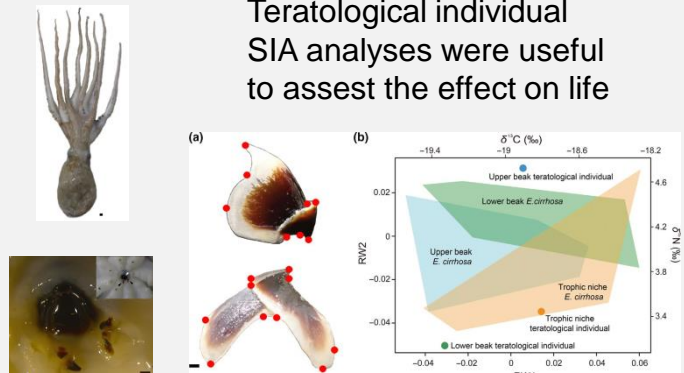 Teratological individual
SIA analyses were useful
to assest the effect on life
(a)
(b)
δ¹³C (‰)
−19.4 −19 −18.6 −18.2
Upper beak teratological individual
Lower beak E.cirrhosa
Upper beak
E. cirrhosa
Trophic niche
E. cirrhosa
Trophic niche
teratological individual
Lower beak teratological individual
RW2
0.02
0
−0.02
−0.04
4.6
4.2
3.8
3.4
δ¹⁵N (‰)
−0.04 −0.02 0 0.02 0.04 0.06